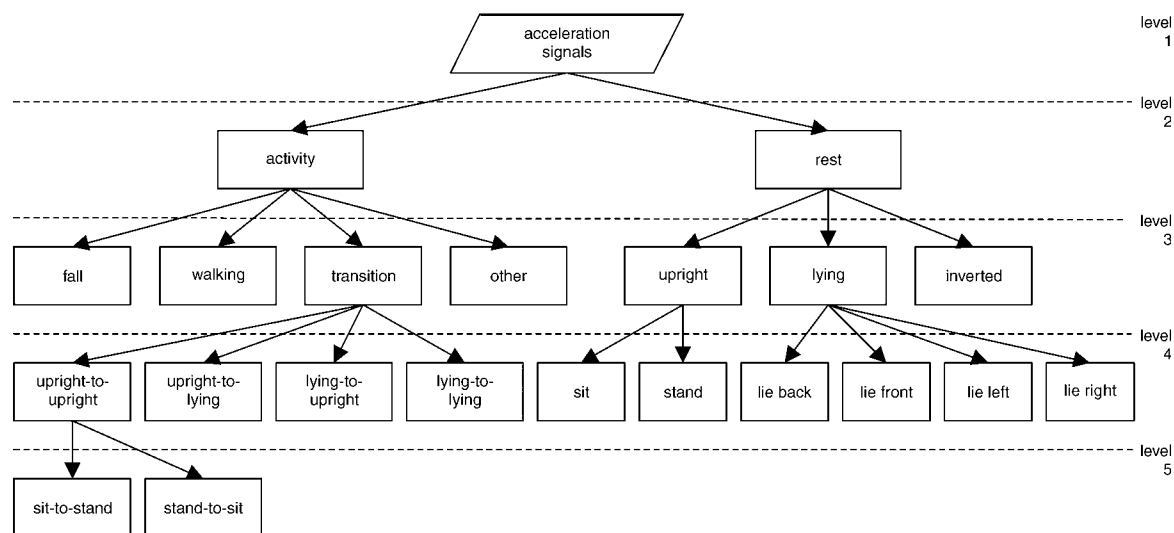 acceleration
signals
level
1
level
2
activity
rest
level
3
fall
walking
transition
other
upright
lying
inverted
level
4
upright-to-
upright
upright-to-
lying
lying-to-
upright
lying-to-
lying
sit
stand
lie back
lie front
lie left
lie right
level
5
sit-to-stand
stand-to-sit